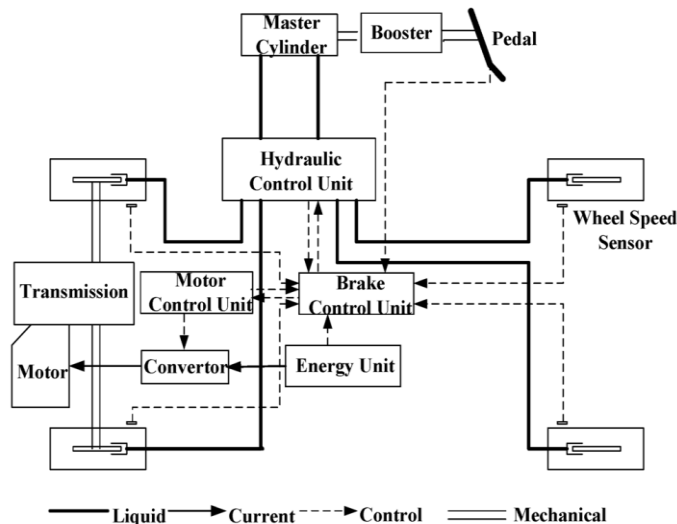 Master
Cylinder
Booster
Pedal
Hydraulic
Control Unit
Wheel Speed
Sensor
Transmission
Motor
Control Unit
Brake
Control Unit
Motor
Convertor
Energy Unit
Liquid
Current
Control
Mechanical